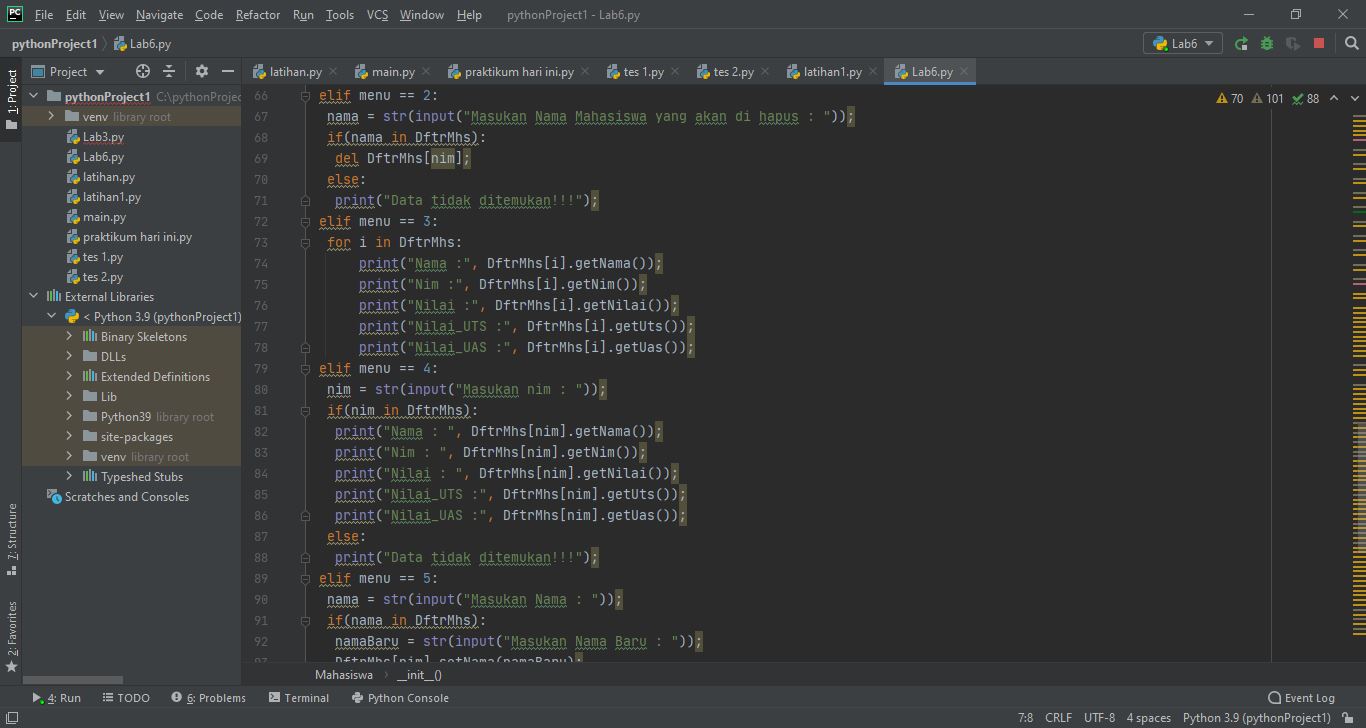 PC File Edit View Navigate Code Refactor Run Tools VCS Window Help pythonProject1 - Lab6.py
pythonProject1 Lab6.py Lab6
Project latihan.py main.py praktikum hari ini.py tes 1.py tes 2.py latihan1.py Lab6.py
1: Project
pythonProject1 C:\pythonProjec
venv library root
Lab3.py
Lab6.py
latihan.py
latihan1.py
main.py
praktikum hari ini.py
tes 1.py
tes 2.py
External Libraries
< Python 3.9 (pythonProject1)
Binary Skeletons
DLLs
Extended Definitions
Lib
Python39 library root
site-packages
venv library root
Typeshed Stubs
Scratches and Consoles
7: Structure
2: Favorites
70 101 88
66 elif menu == 2:
67 nama = str(input("Masukan Nama Mahasiswa yang akan di hapus : "));
68 if(nama in DftrMhs):
69 del DftrMhs[nim];
70 else:
71 print("Data tidak ditemukan!!!");
72 elif menu == 3:
73 for i in DftrMhs:
74 print("Nama :", DftrMhs[i].getNama());
75 print("Nim :", DftrMhs[i].getNim());
76 print("Nilai :", DftrMhs[i].getNilai());
77 print("Nilai_UTS :", DftrMhs[i].getUts());
78 print("Nilai_UAS :", DftrMhs[i].getUas());
79 elif menu == 4:
80 nim = str(input("Masukan nim : "));
81 if(nim in DftrMhs):
82 print("Nama : ", DftrMhs[nim].getNama());
83 print("Nim : ", DftrMhs[nim].getNim());
84 print("Nilai : ", DftrMhs[nim].getNilai());
85 print("Nilai_UTS :", DftrMhs[nim].getUts());
86 print("Nilai_UAS :", DftrMhs[nim].getUas());
87 else:
88 print("Data tidak ditemukan!!!");
89 elif menu == 5:
90 nama = str(input("Masukan Nama : "));
91 if(nama in DftrMhs):
92 namaBaru = str(input("Masukan Nama Baru : "));
93 DftrMhs[nim].setNama(namaBaru);
Mahasiswa __init__()
4: Run TODO 6: Problems Terminal Python Console Event Log
7:8 CRLF UTF-8 4 spaces Python 3.9 (pythonProject1)